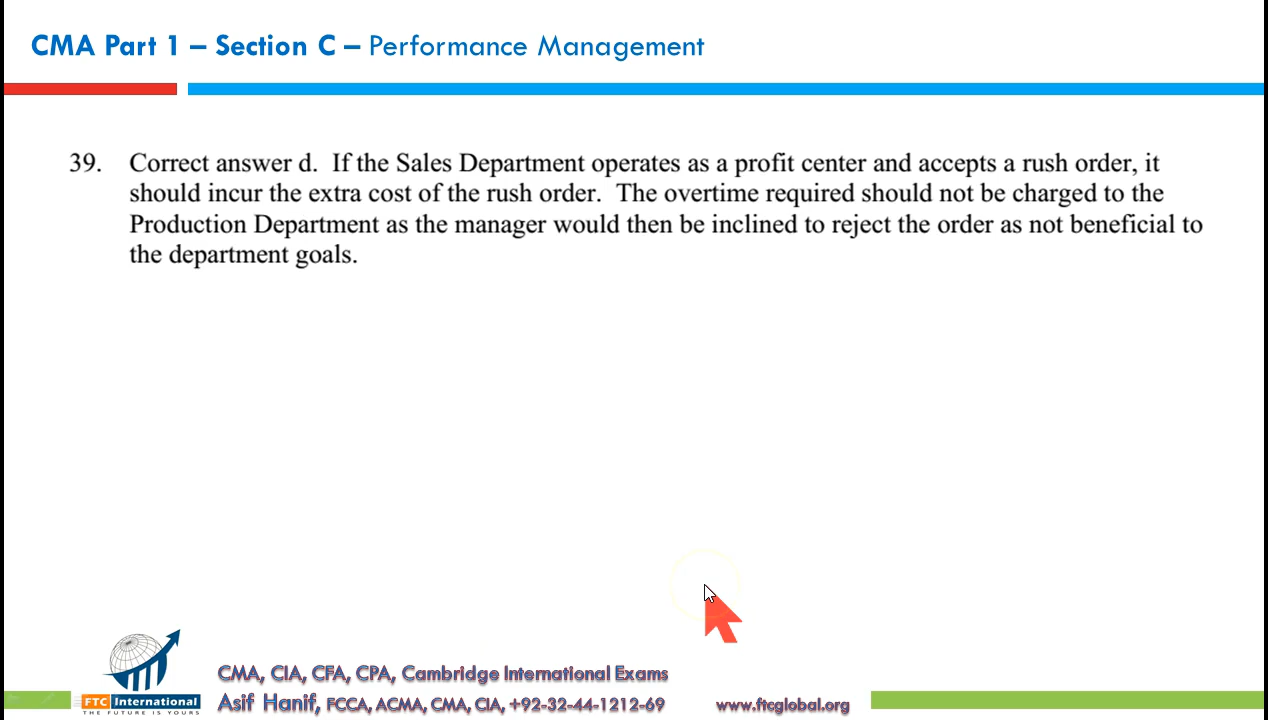 CMA Part 1 – Section C – Performance Management
39. Correct answer d. If the Sales Department operates as a profit center and accepts a rush order, it
should incur the extra cost of the rush order. The overtime required should not be charged to the
Production Department as the manager would then be inclined to reject the order as not beneficial to
the department goals.
FTC International
THE FUTURE IS YOURS
CMA, CIA, CFA, CPA, Cambridge International Exams
Asif Hanif, FCCA, ACMA, CMA, CIA, +92-32-44-1212-69
www.ftcglobal.org